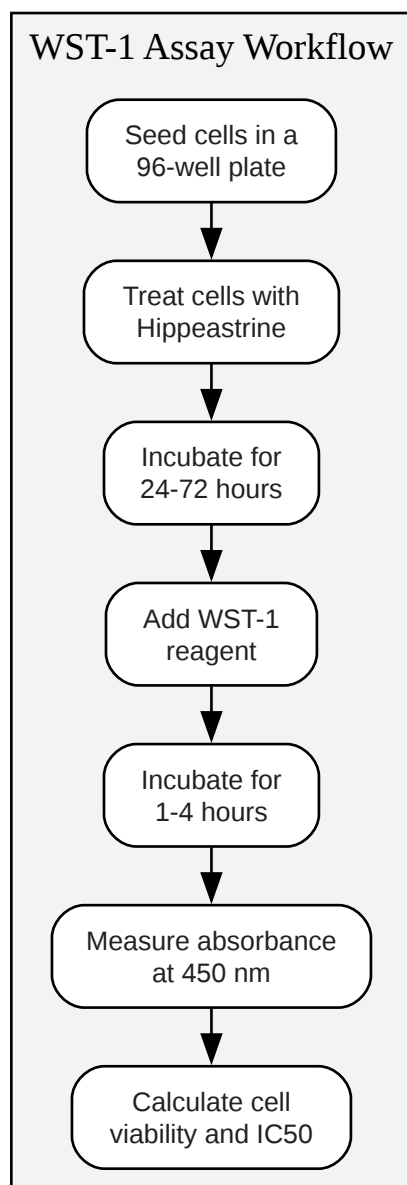 WST-1 Assay Workflow
Seed cells in a
96-well plate
Treat cells with
Hippeastrine
Incubate for
24-72 hours
Add WST-1
reagent
Incubate for
1-4 hours
Measure absorbance
at 450 nm
Calculate cell
viability and IC50